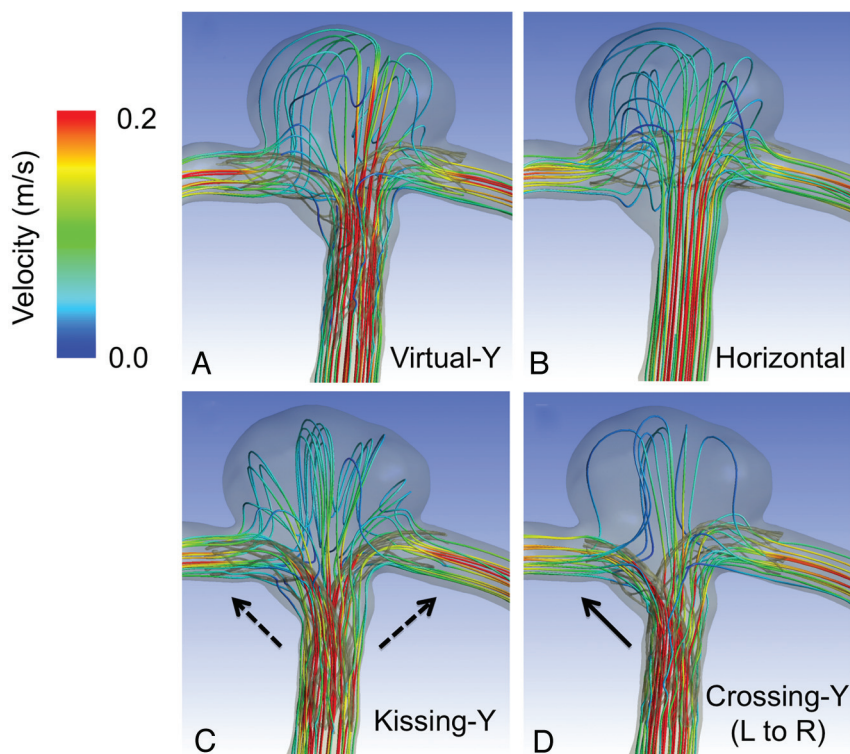 Velocity (m/s)
0.2
0.0
A
Virtual-Y
B
Horizontal
C
Kissing-Y
D
Crossing-Y
(L to R)